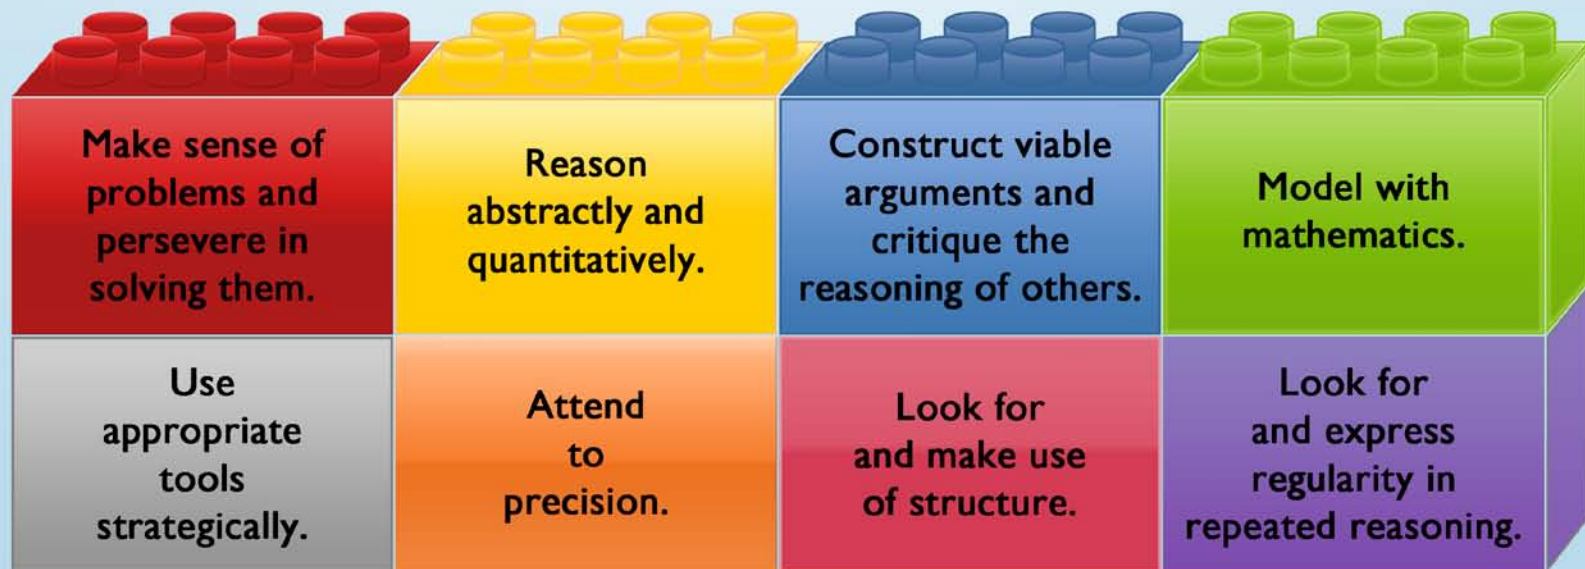 Make sense of
problems and
persevere in
solving them.
Reason
abstractly and
quantitatively.
Construct viable
arguments and
critique the
reasoning of others.
Model with
mathematics.
Use
appropriate
tools
strategically.
Attend
to
precision.
Look for
and make use
of structure.
Look for
and express
regularity in
repeated reasoning.